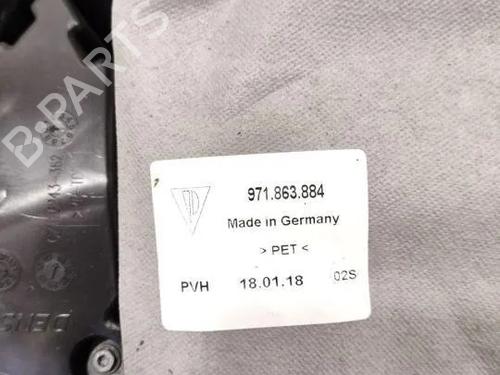 B-PARTS
971.863.884
Made in Germany
> PET <
PVH 18.01.18 02S